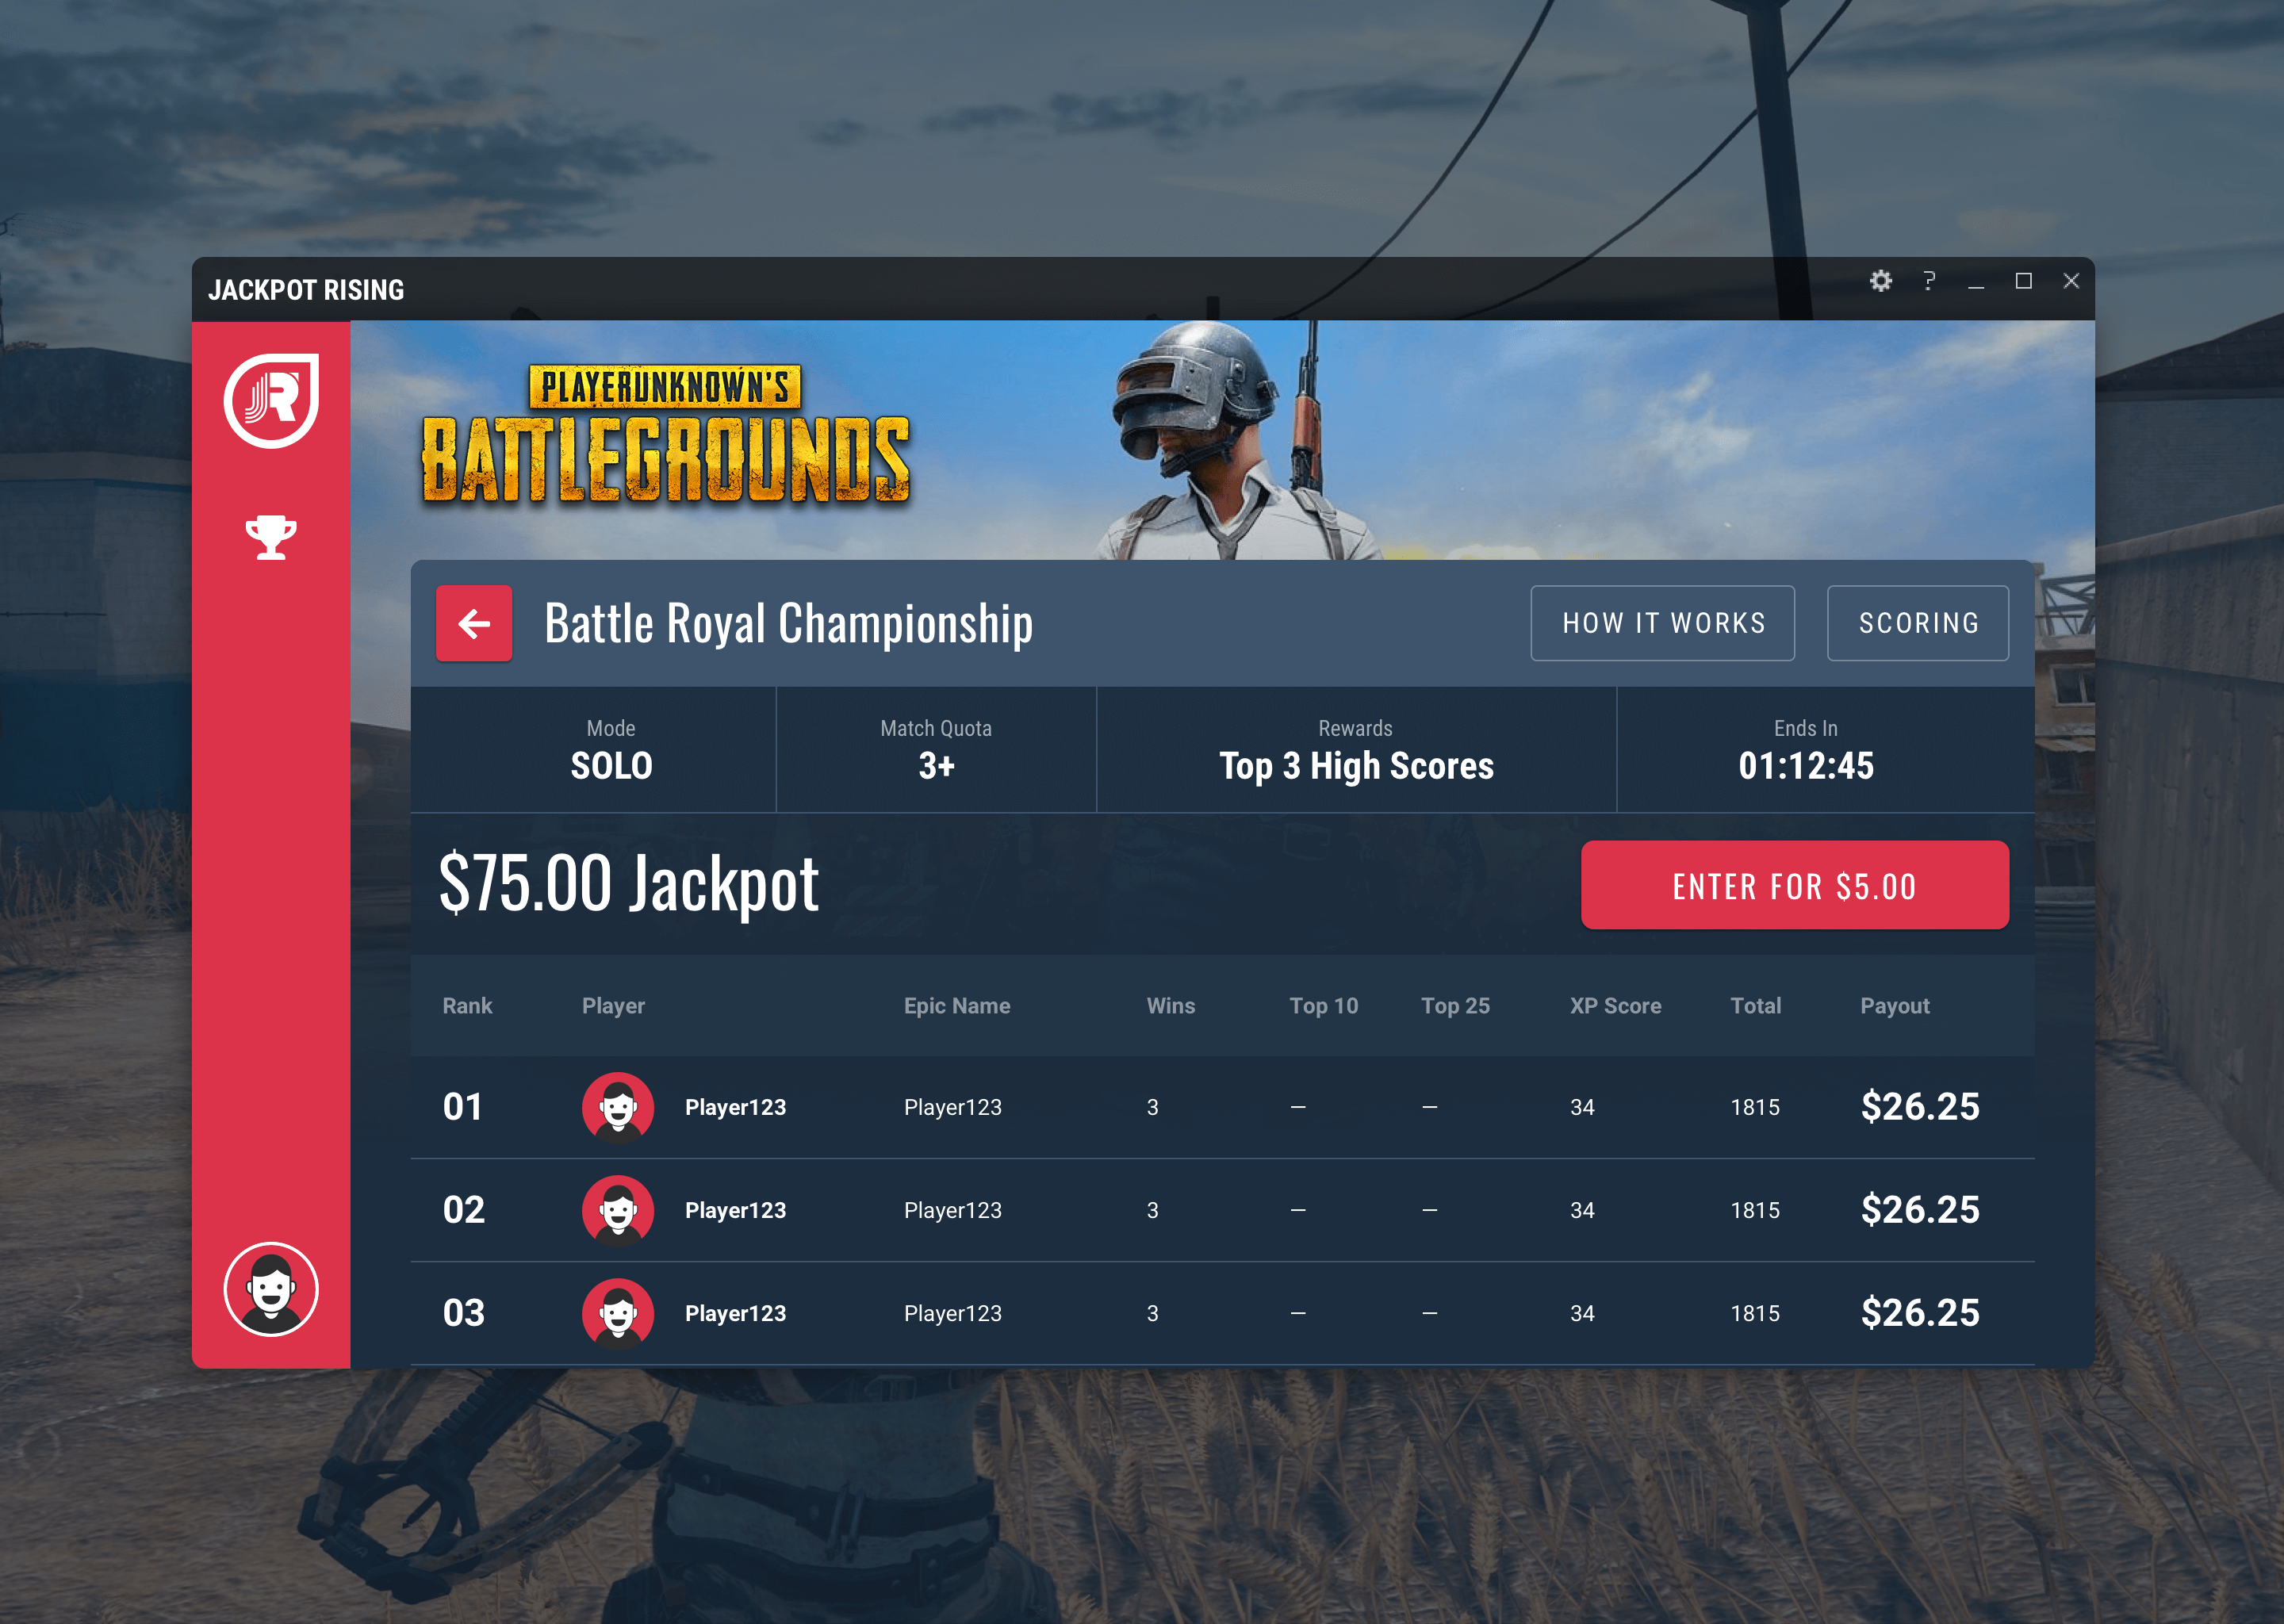 JACKPOT RISING
?
JR
PLAYERUNKNOWN'S
BATTLEGROUNDS
Battle Royal Championship
HOW IT WORKS
SCORING
Mode
SOLO
Match Quota
3+
Rewards
Top 3 High Scores
Ends In
01:12:45
$75.00 Jackpot
ENTER FOR $5.00
Rank Player Epic Name Wins Top 10 Top 25 XP Score Total Payout
01 Player123 Player123 3 — — 34 1815 $26.25
02 Player123 Player123 3 — — 34 1815 $26.25
03 Player123 Player123 3 — — 34 1815 $26.25